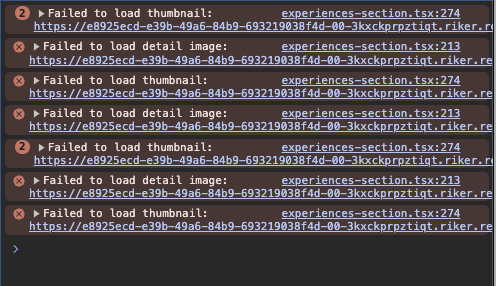 2 ▶Failed to load thumbnail: experiences-section.tsx:274
https://e8925ecd-e39b-49a6-84b9-693219038f4d-00-3kxckprpztiqt.riker.re
▶Failed to load detail image: experiences-section.tsx:213
https://e8925ecd-e39b-49a6-84b9-693219038f4d-00-3kxckprpztiqt.riker.re
▶Failed to load thumbnail: experiences-section.tsx:274
https://e8925ecd-e39b-49a6-84b9-693219038f4d-00-3kxckprpztiqt.riker.re
▶Failed to load detail image: experiences-section.tsx:213
https://e8925ecd-e39b-49a6-84b9-693219038f4d-00-3kxckprpztiqt.riker.re
2 ▶Failed to load thumbnail: experiences-section.tsx:274
https://e8925ecd-e39b-49a6-84b9-693219038f4d-00-3kxckprpztiqt.riker.re
▶Failed to load detail image: experiences-section.tsx:213
https://e8925ecd-e39b-49a6-84b9-693219038f4d-00-3kxckprpztiqt.riker.re
▶Failed to load thumbnail: experiences-section.tsx:274
https://e8925ecd-e39b-49a6-84b9-693219038f4d-00-3kxckprpztiqt.riker.re
>